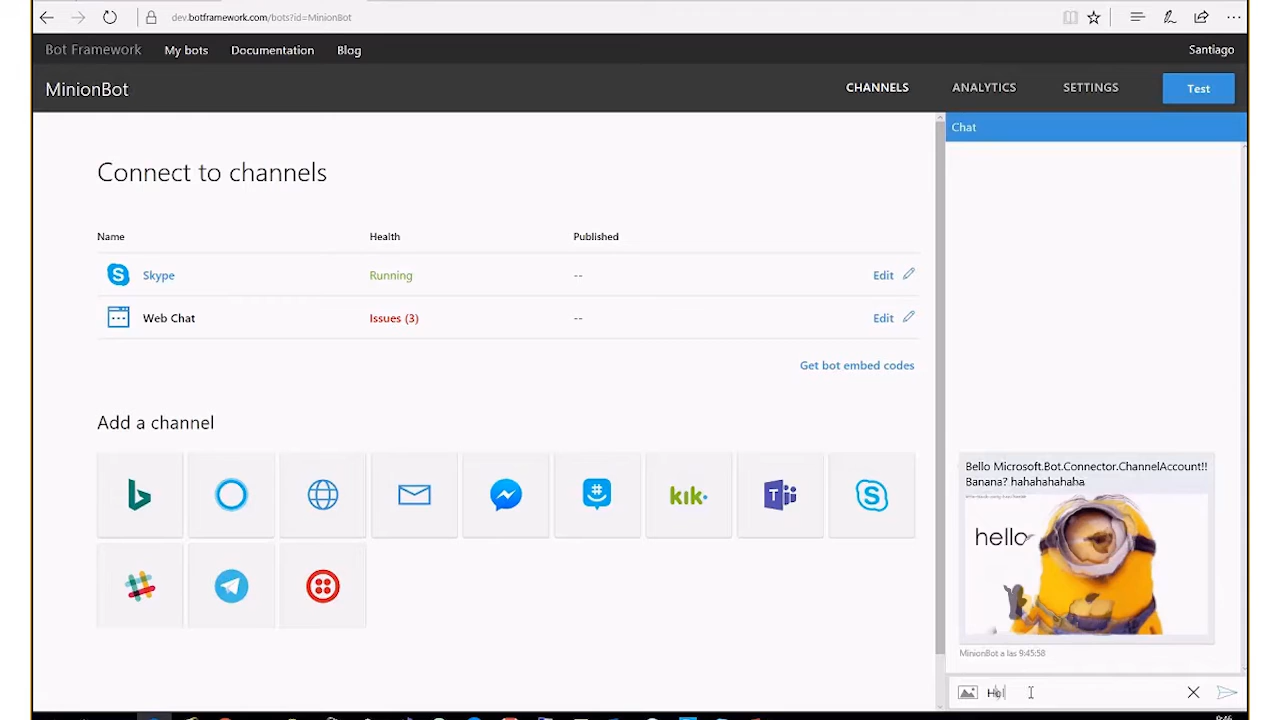 dev.botframework.com/bots?id=MinionBot
Bot Framework My bots Documentation Blog Santiago
MinionBot CHANNELS ANALYTICS SETTINGS Test
Chat
Connect to channels
Name Health Published
Skype Running -- Edit
Web Chat Issues (3) -- Edit
Get bot embed codes
Add a channel
kik.
Bello Microsoft.Bot.Connector.ChannelAccount!!
Banana? hahahahahaha
hello
MinionBot a las 9:45:58
Hol